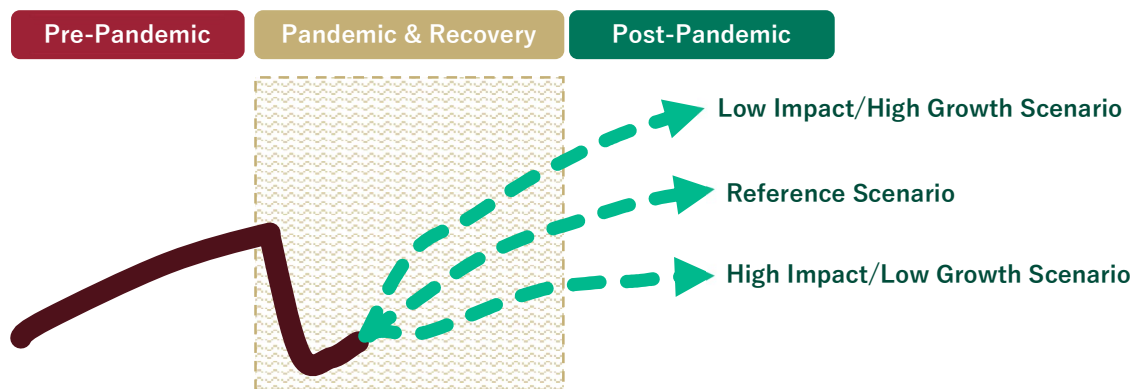 Pre-Pandemic
Pandemic & Recovery
Post-Pandemic
Low Impact/High Growth Scenario
Reference Scenario
High Impact/Low Growth Scenario